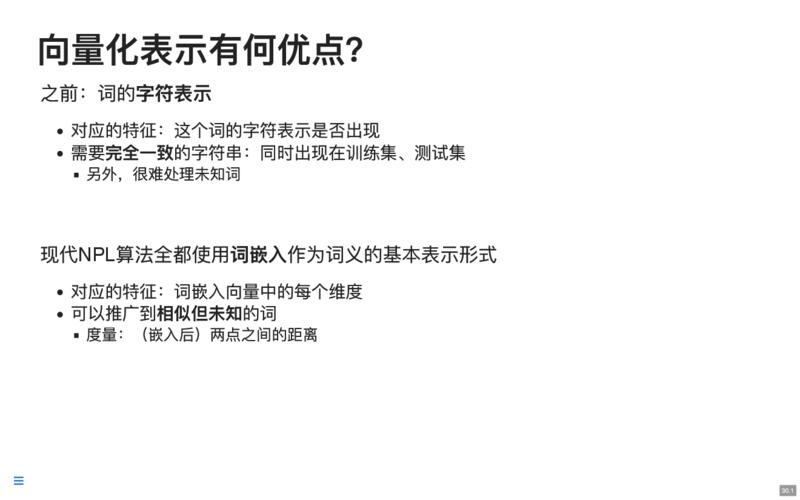 向量化表示有何优点？
之前：词的字符表示
• 对应的特征：这个词的字符表示是否出现
• 需要完全一致的字符串：同时出现在训练集、测试集
▪ 另外，很难处理未知词
现代NPL算法全都使用词嵌入作为词义的基本表示形式
• 对应的特征：词嵌入向量中的每个维度
• 可以推广到相似但未知的词
▪ 度量：（嵌入后）两点之间的距离
30.1